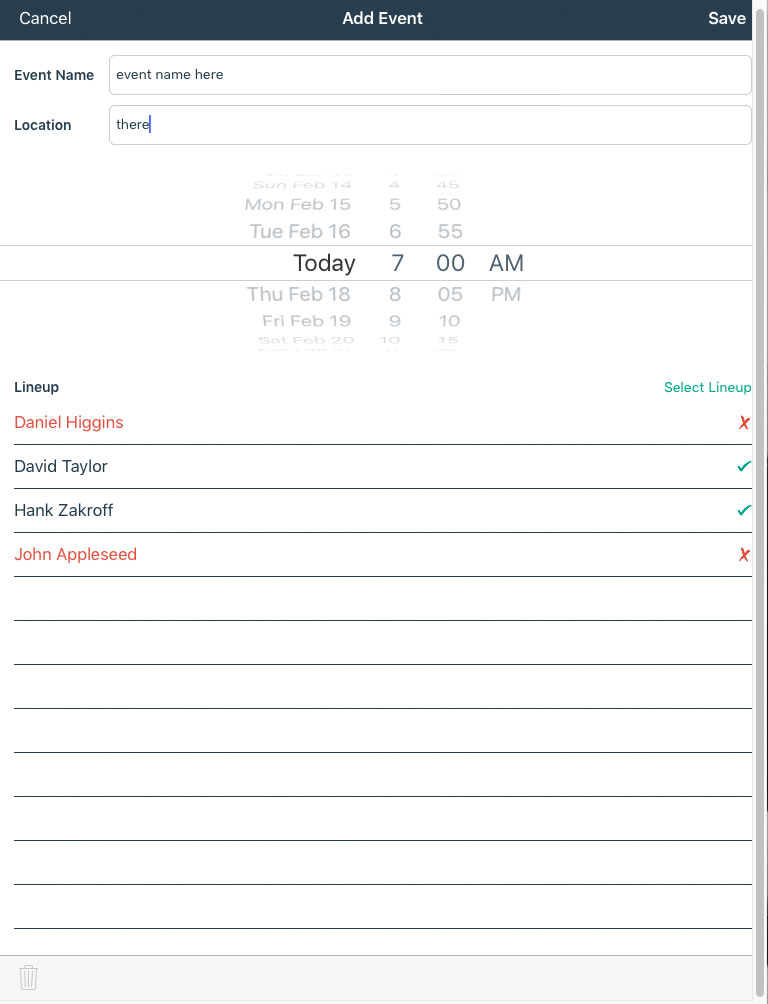 Cancel Add Event Save
Event Name event name here
Location there
Sun Feb 14 4 45
Mon Feb 15 5 50
Tue Feb 16 6 55
Today 7 00 AM
Thu Feb 18 8 05 PM
Fri Feb 19 9 10
Sat Feb 20 10 15
Lineup Select Lineup
Daniel Higgins
David Taylor
Hank Zakroff
John Appleseed